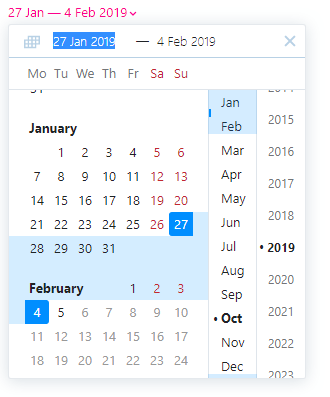 27 Jan — 4 Feb 2019
27 Jan 2019 — 4 Feb 2019
Mo Tu We Th Fr Sa Su
January
1 2 3 4 5 6
7 8 9 10 11 12 13
14 15 16 17 18 19 20
21 22 23 24 25 26 27
28 29 30 31
February 1 2 3
4 5 6 7 8 9 10
11 12 13 14 15 16 17
18 19 20 21 22 23 24
Jan
Feb
Mar
Apr
May
Jun
Jul
Aug
Sep
• Oct
Nov
Dec
2014
2015
2016
2017
2018
• 2019
2020
2021
2022
2023